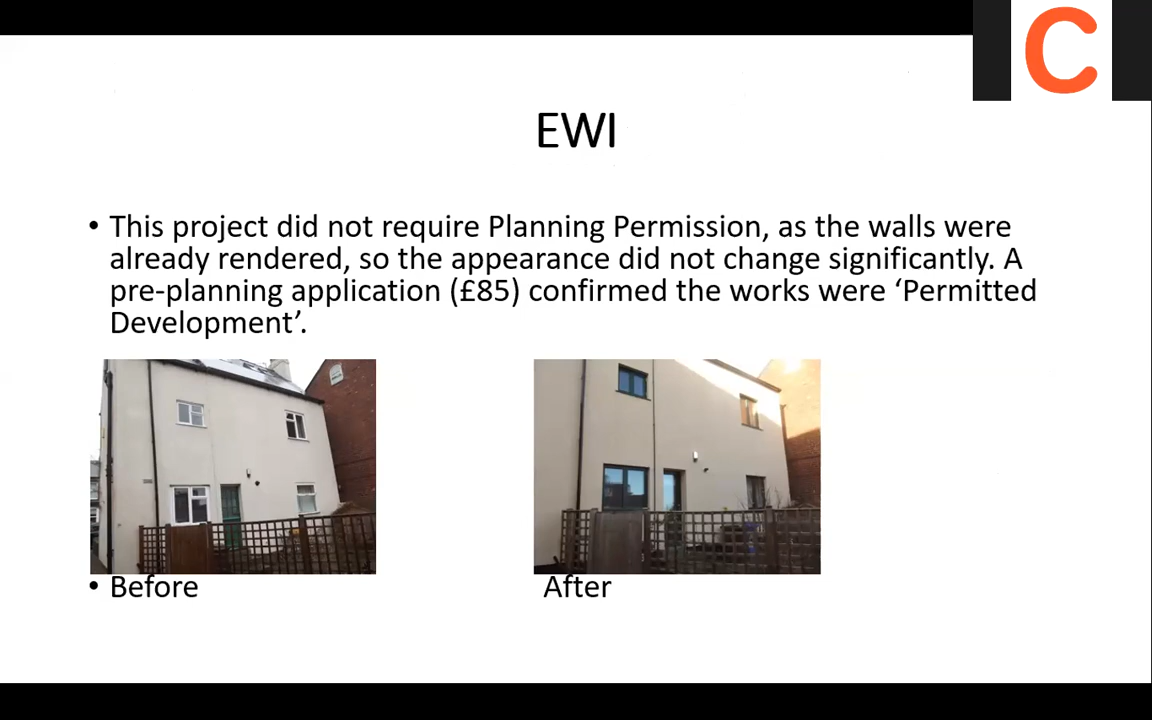 C
EWI
• This project did not require Planning Permission, as the walls were
already rendered, so the appearance did not change significantly. A
pre-planning application (£85) confirmed the works were ‘Permitted
Development’.
• Before
After